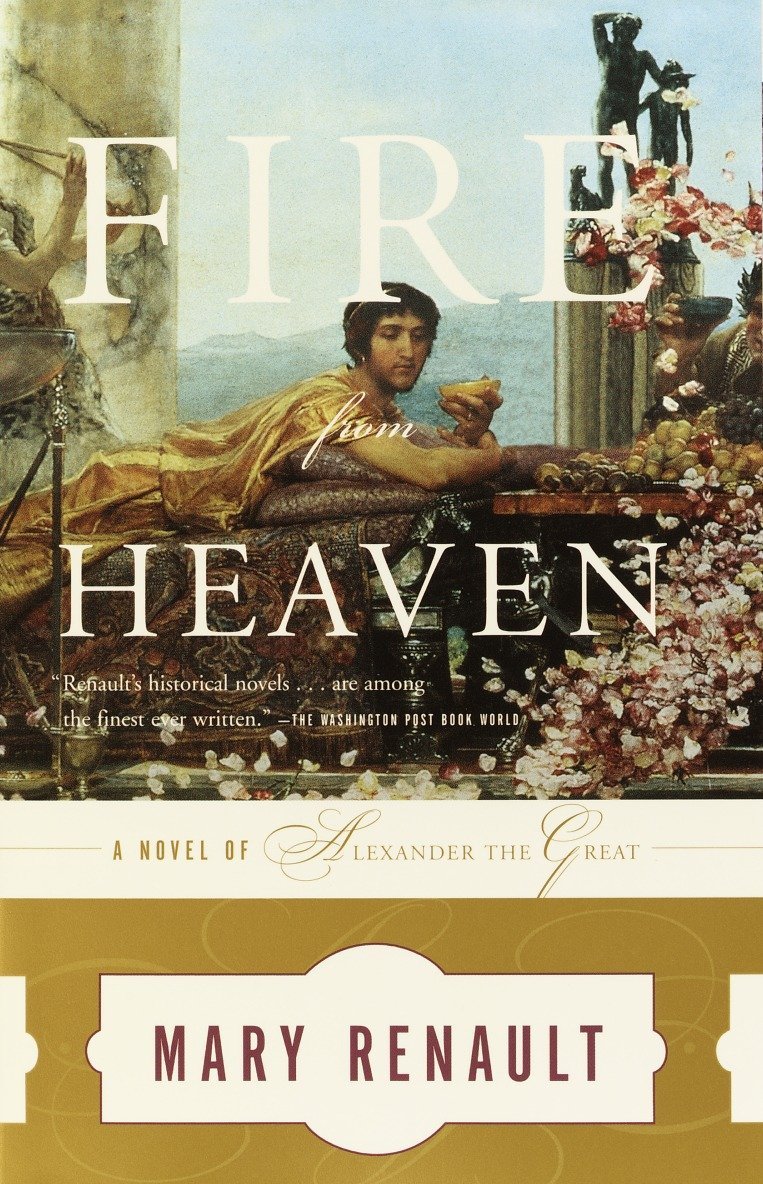 FIRE
from
HEAVEN
“Renault’s historical novels . . . are among
the finest ever written.” —THE WASHINGTON POST BOOK WORLD
A NOVEL OF ALEXANDER THE GREAT
MARY RENAULT